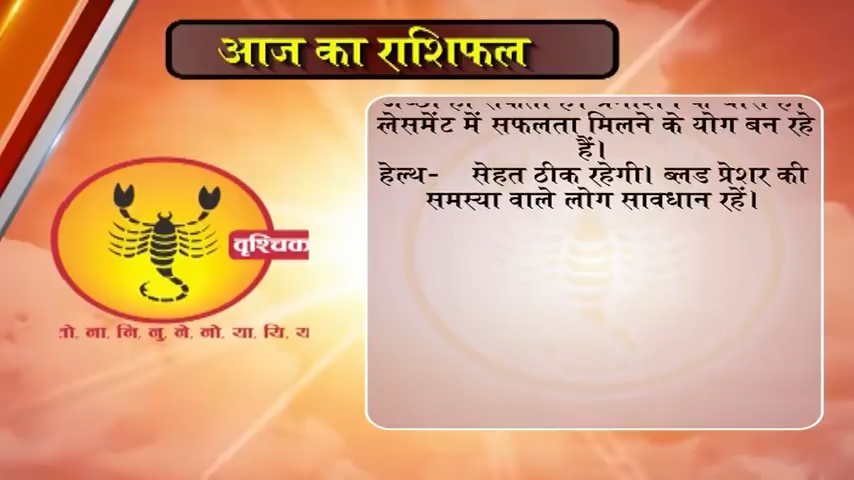 आज का राशिफल
प्लेसमेंट में सफलता मिलने के योग बन रहे
हैं।
हेल्थ- सेहत ठीक रहेगी। ब्लड प्रेशर की
समस्या वाले लोग सावधान रहें।
वृश्चिक
ना, नि, नु, ने, नो, या, यि,